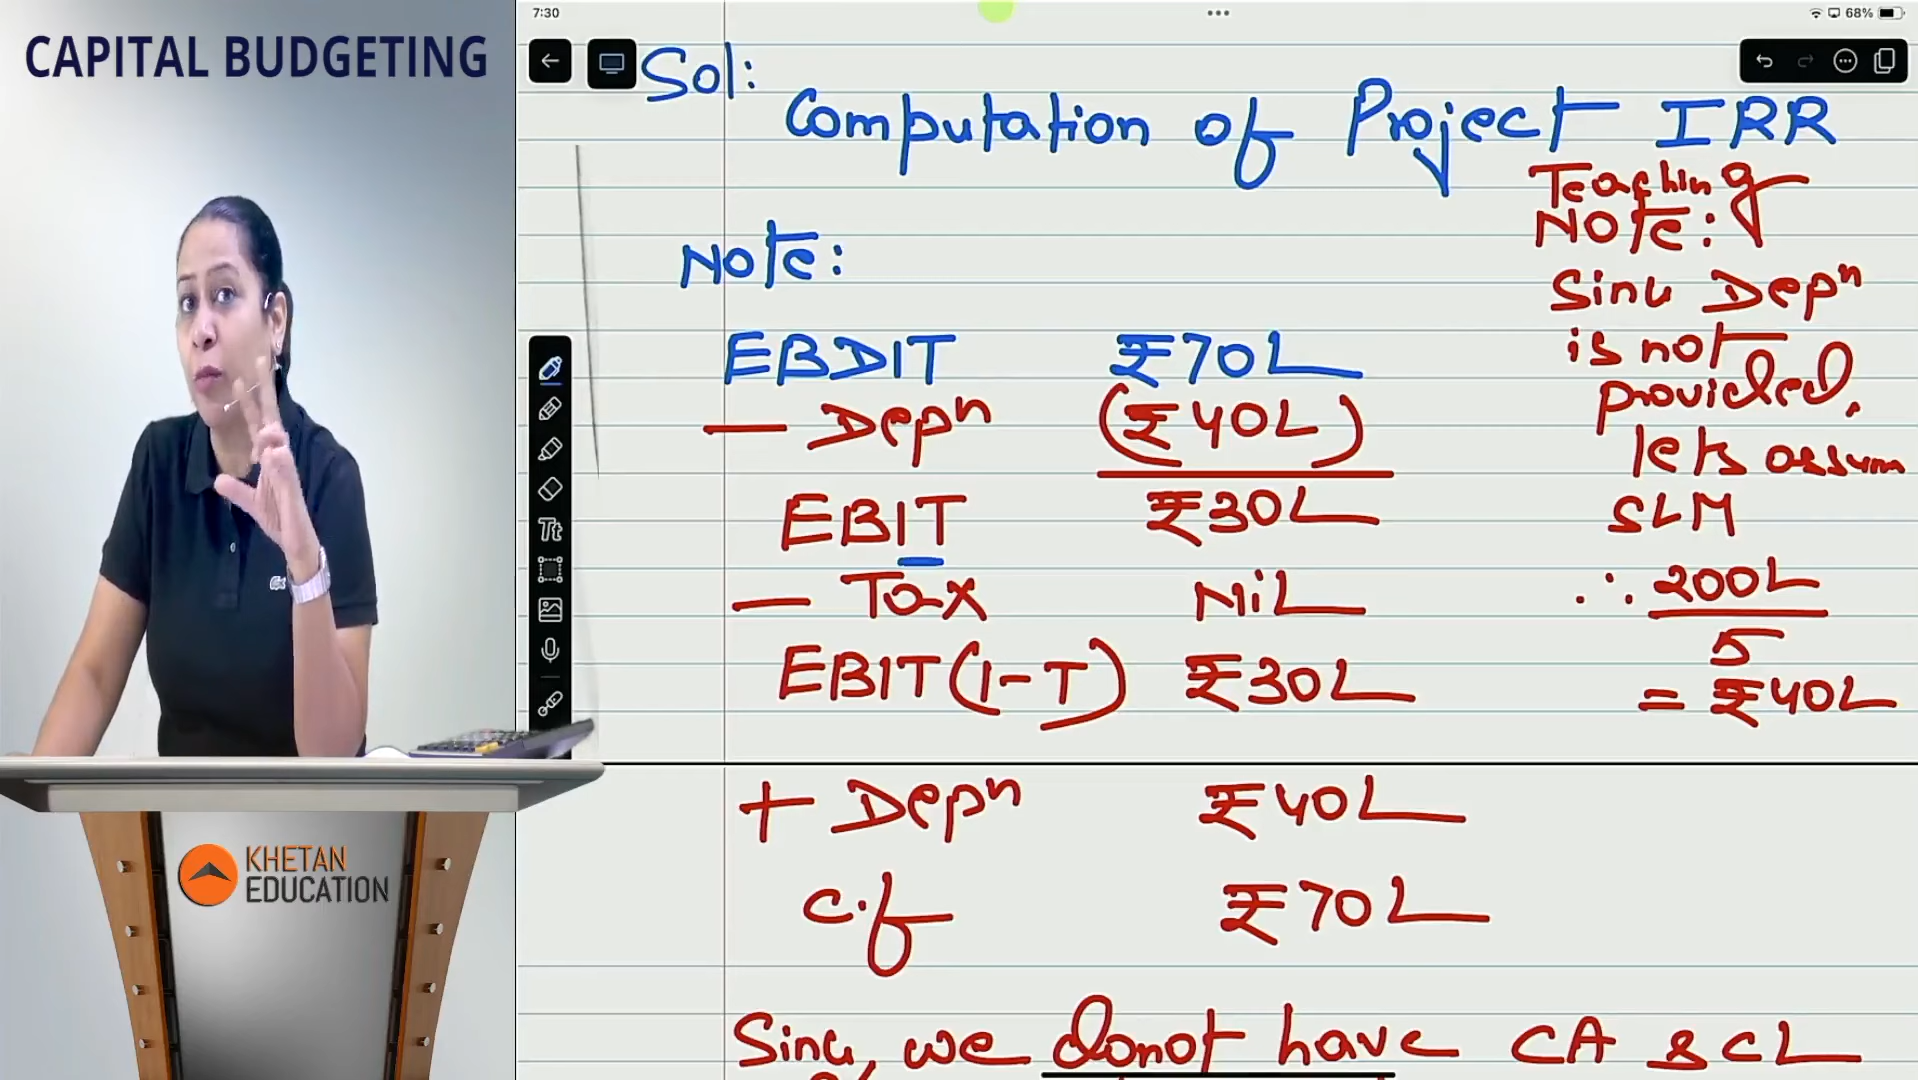 CAPITAL BUDGETING
7:30
68%
Sol:
Computation of Project IRR
Teaching
Note:
Note:
Since Depⁿ
is not
provided,
lets assum
SLM
∴ 200L
5
= ₹40L
EBDIT ₹70L
— Depⁿ (₹40L)
EBIT ₹30L
— Tax NiL
EBIT(1-T) ₹30L
+ Depⁿ ₹40L
C.f ₹70L
Since, we donot have CA & CL
Tt
KHETAN
EDUCATION